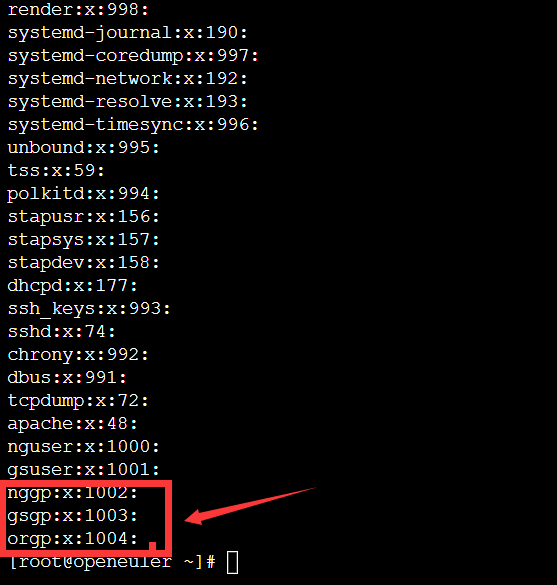 render:x:998:
systemd-journal:x:190:
systemd-coredump:x:997:
systemd-network:x:192:
systemd-resolve:x:193:
systemd-timesync:x:996:
unbound:x:995:
tss:x:59:
polkitd:x:994:
stapusr:x:156:
stapsys:x:157:
stapdev:x:158:
dhcpd:x:177:
ssh_keys:x:993:
sshd:x:74:
chrony:x:992:
dbus:x:991:
tcpdump:x:72:
apache:x:48:
nguser:x:1000:
gsuser:x:1001:
nggp:x:1002:
gsgp:x:1003:
orgp:x:1004:
[root@openeuler ~]#